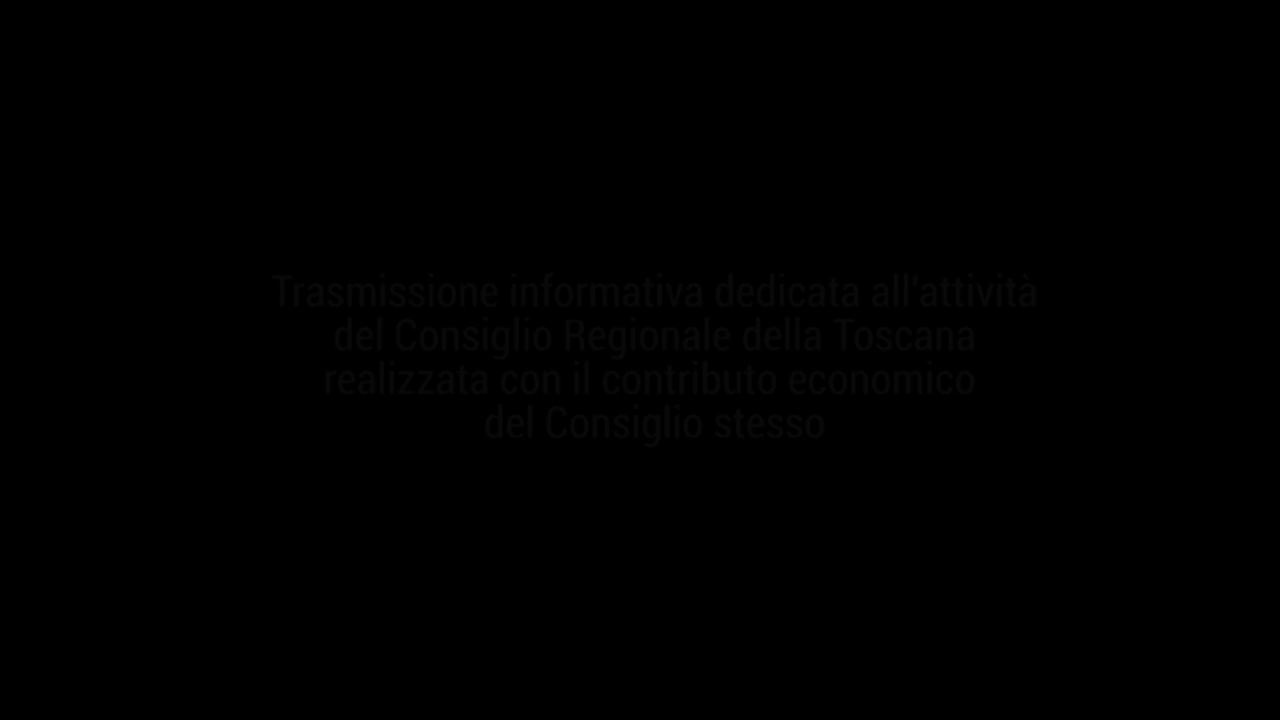 Trasmissione informativa dedicata all'attività
del Consiglio Regionale della Toscana
realizzata con il contributo economico
del Consiglio stesso